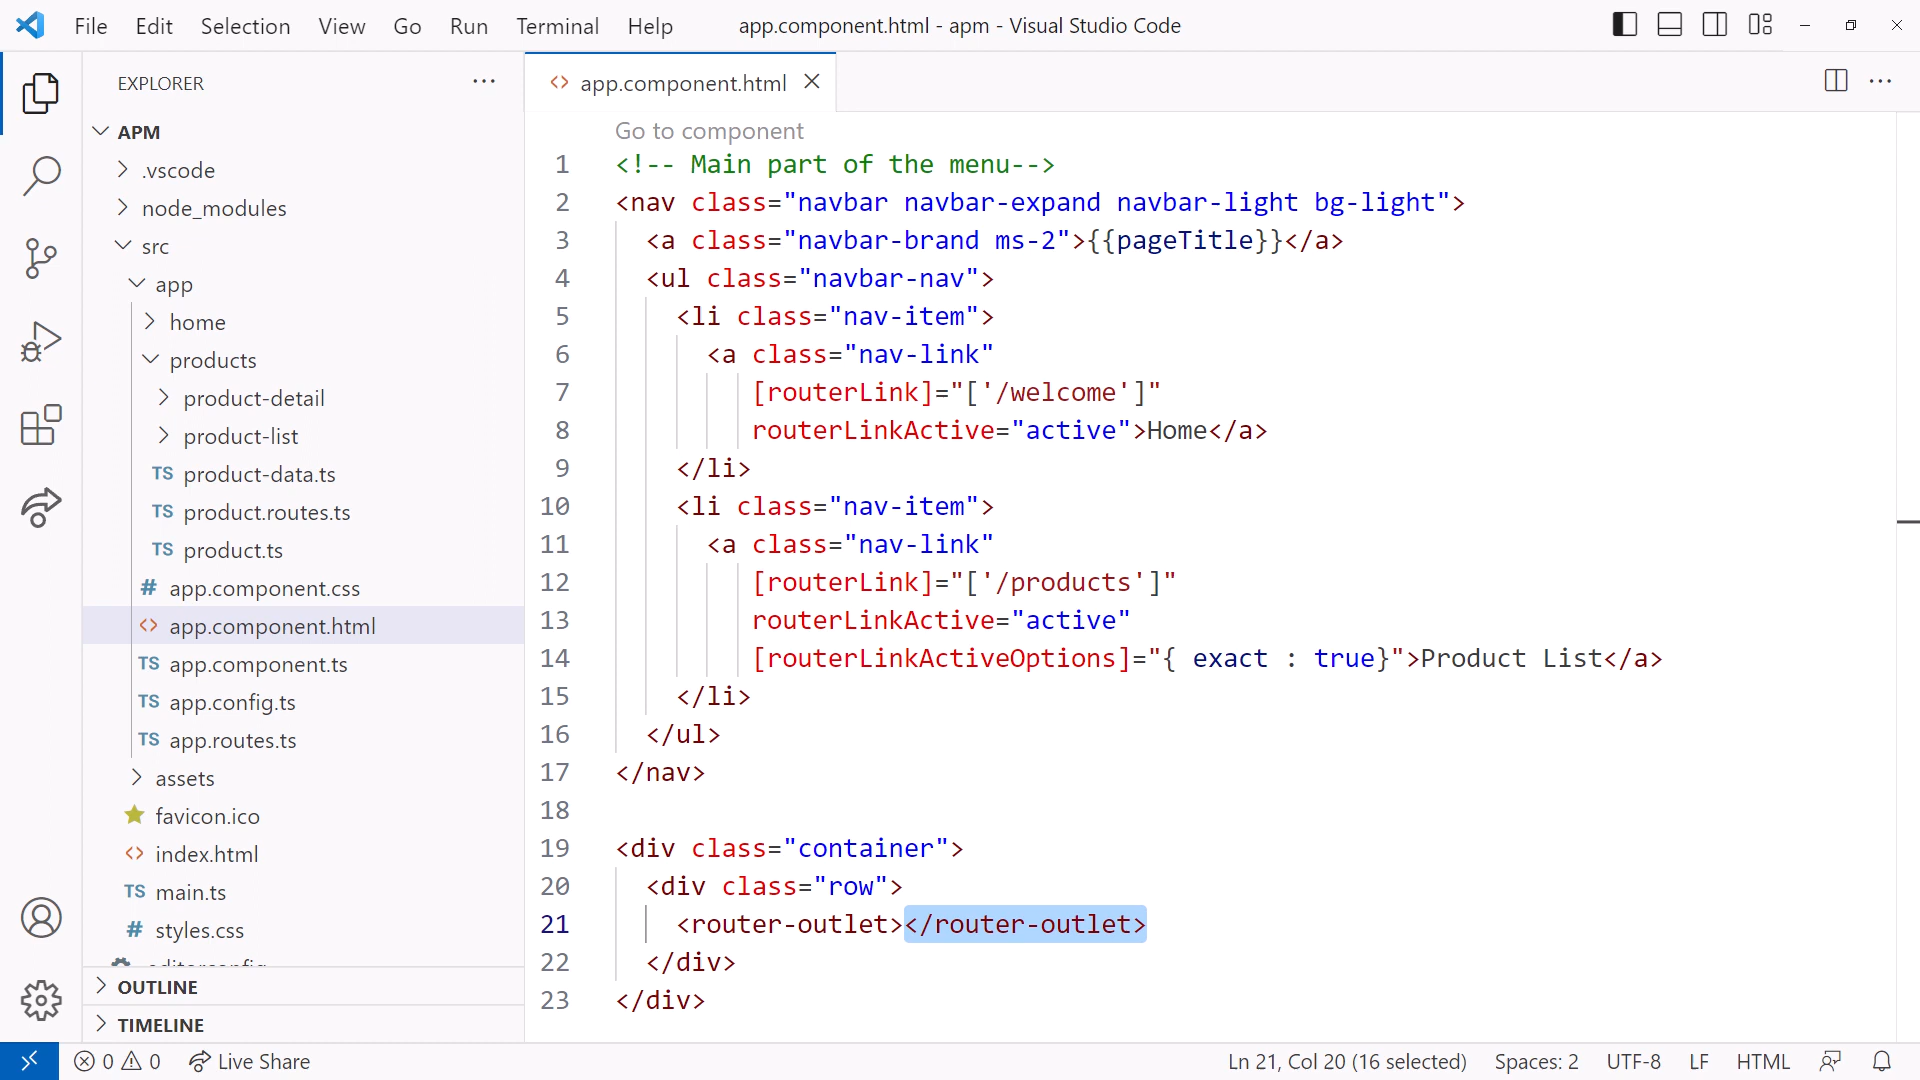 File Edit Selection View Go Run Terminal Help app.component.html - apm - Visual Studio Code
EXPLORER
APM
.vscode
node_modules
src
app
home
products
product-detail
product-list
TS product-data.ts
TS product.routes.ts
TS product.ts
# app.component.css
<> app.component.html
TS app.component.ts
TS app.config.ts
TS app.routes.ts
assets
favicon.ico
<> index.html
TS main.ts
# styles.css
OUTLINE
TIMELINE
<> app.component.html
Go to component
1 <!-- Main part of the menu-->
2 <nav class="navbar navbar-expand navbar-light bg-light">
3 <a class="navbar-brand ms-2">{{pageTitle}}</a>
4 <ul class="navbar-nav">
5 <li class="nav-item">
6 <a class="nav-link"
7 [routerLink]="['/welcome']"
8 routerLinkActive="active">Home</a>
9 </li>
10 <li class="nav-item">
11 <a class="nav-link"
12 [routerLink]="['/products']"
13 routerLinkActive="active"
14 [routerLinkActiveOptions]="{ exact : true}">Product List</a>
15 </li>
16 </ul>
17 </nav>
18
19 <div class="container">
20 <div class="row">
21 <router-outlet></router-outlet>
22 </div>
23 </div>
0 0 Live Share Ln 21, Col 20 (16 selected) Spaces: 2 UTF-8 LF HTML